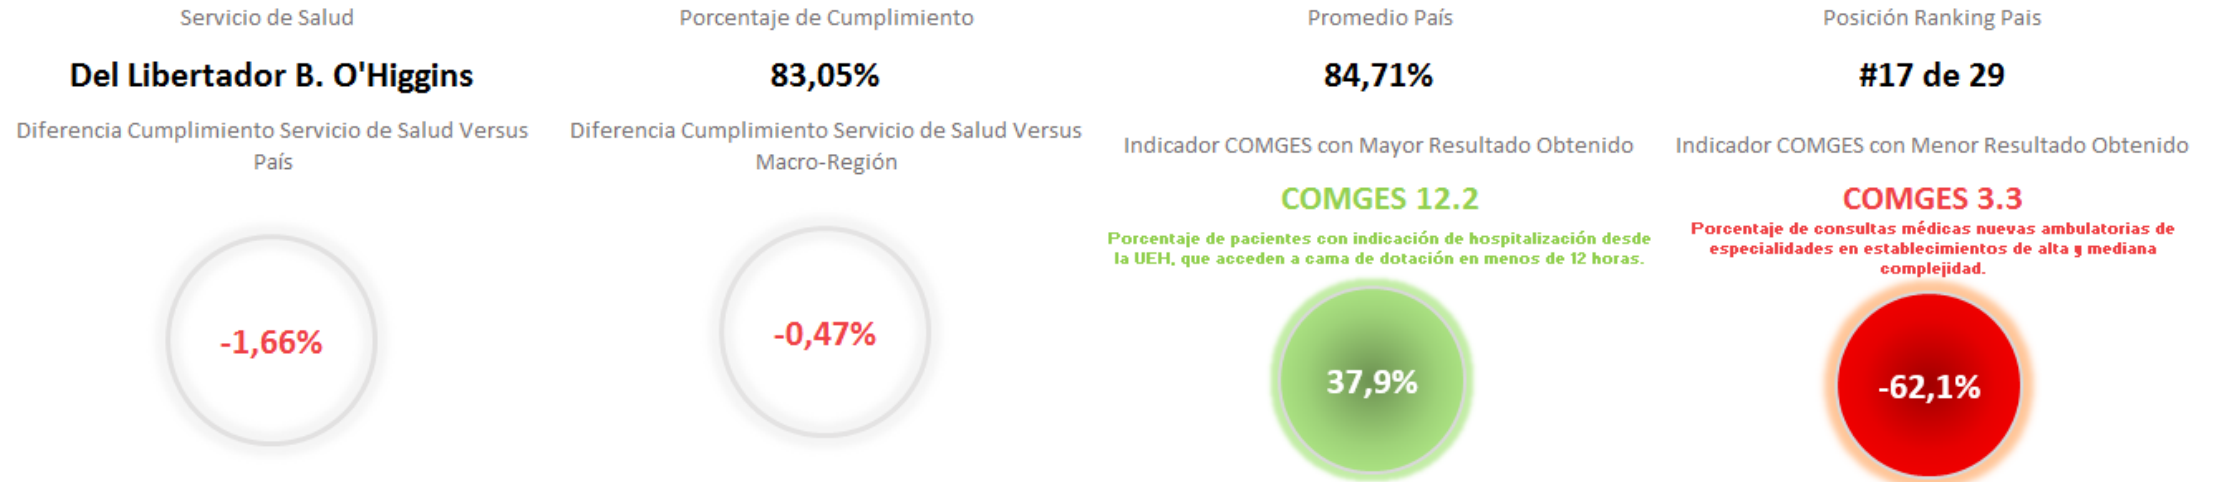 Servicio de Salud
Del Libertador B. O'Higgins
Porcentaje de Cumplimiento
83,05%
Promedio País
84,71%
Posición Ranking Pais
#17 de 29
Diferencia Cumplimiento Servicio de Salud Versus
País
-1,66%
Diferencia Cumplimiento Servicio de Salud Versus
Macro-Región
-0,47%
Indicador COMGES con Mayor Resultado Obtenido
COMGES 12.2
Porcentaje de pacientes con indicación de hospitalización desde
la UEH, que acceden a cama de dotación en menos de 12 horas.
37,9%
Indicador COMGES con Menor Resultado Obtenido
COMGES 3.3
Porcentaje de consultas médicas nuevas ambulatorias de
especialidades en establecimientos de alta y mediana
complejidad.
-62,1%